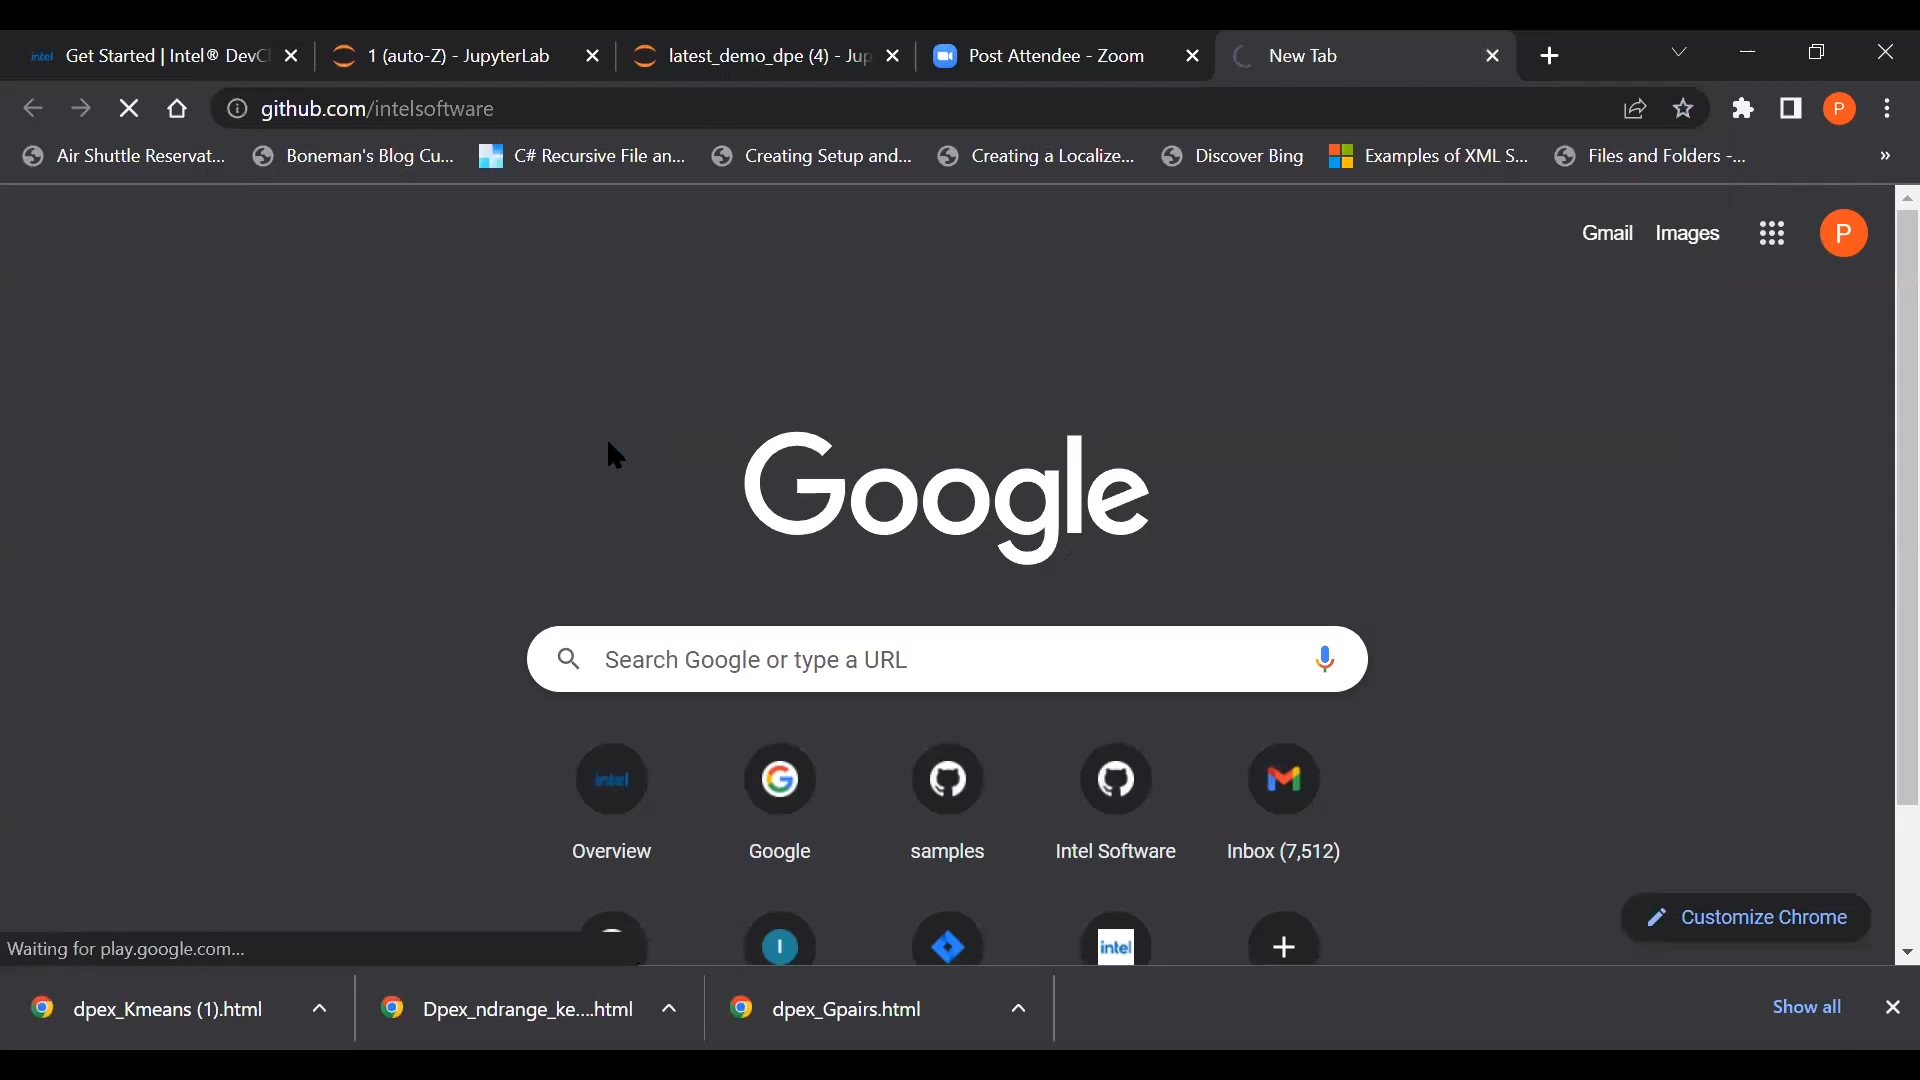 intel Get Started | Intel® DevCl 1 (auto-Z) - JupyterLab latest_demo_dpe (4) - Jup Post Attendee - Zoom New Tab
github.com/intelsoftware P
Air Shuttle Reservat... Boneman's Blog Cu... C# Recursive File an... Creating Setup and... Creating a Localize... Discover Bing Examples of XML S... Files and Folders -... »
Gmail Images P
Google
Search Google or type a URL
intel
Overview Google samples Intel Software Inbox (7,512)
Customize Chrome
Waiting for play.google.com... I intel
dpex_Kmeans (1).html Dpex_ndrange_ke....html dpex_Gpairs.html Show all